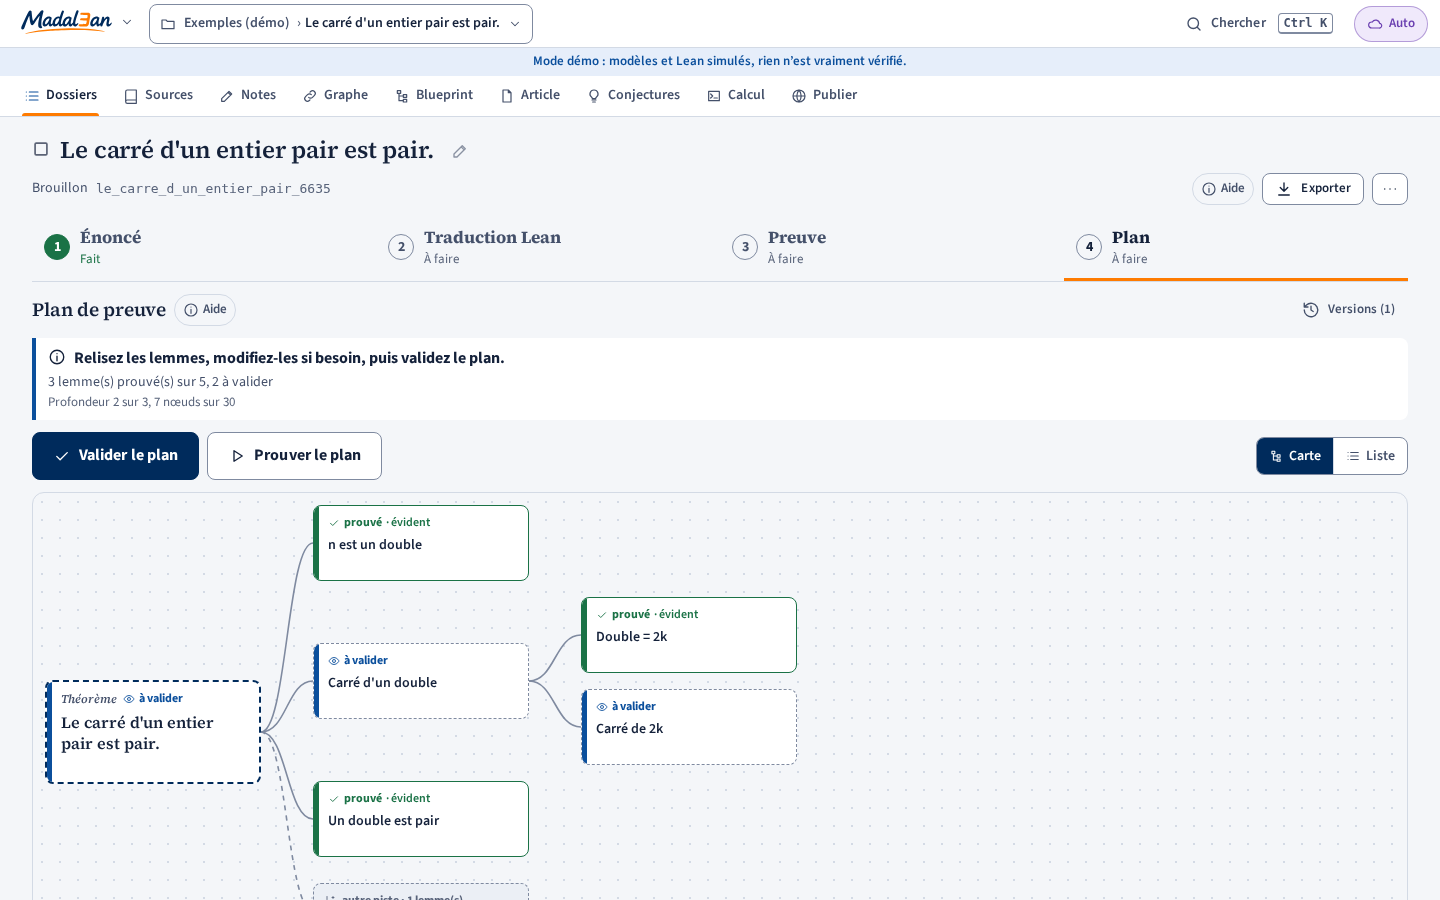 Madal3an
Exemples (démo) › Le carré d'un entier pair est pair.
Chercher Ctrl K
Auto
Mode démo : modèles et Lean simulés, rien n'est vraiment vérifié.
Dossiers Sources Notes Graphe Blueprint Article Conjectures Calcul Publier
Le carré d'un entier pair est pair.
Brouillon le_carre_d_un_entier_pair_6635
Aide Exporter ...
1 Énoncé
Fait
2 Traduction Lean
À faire
3 Preuve
À faire
4 Plan
À faire
Plan de preuve Aide
Versions (1)
Relisez les lemmes, modifiez-les si besoin, puis validez le plan.
3 lemme(s) prouvé(s) sur 5, 2 à valider
Profondeur 2 sur 3, 7 nœuds sur 30
Valider le plan Prouver le plan
Carte Liste
prouvé · évident
n est un double
prouvé · évident
Double = 2k
à valider
Carré d'un double
à valider
Carré de 2k
Théorème à valider
Le carré d'un entier
pair est pair.
prouvé · évident
Un double est pair
autre piste · 1 lemme(s)